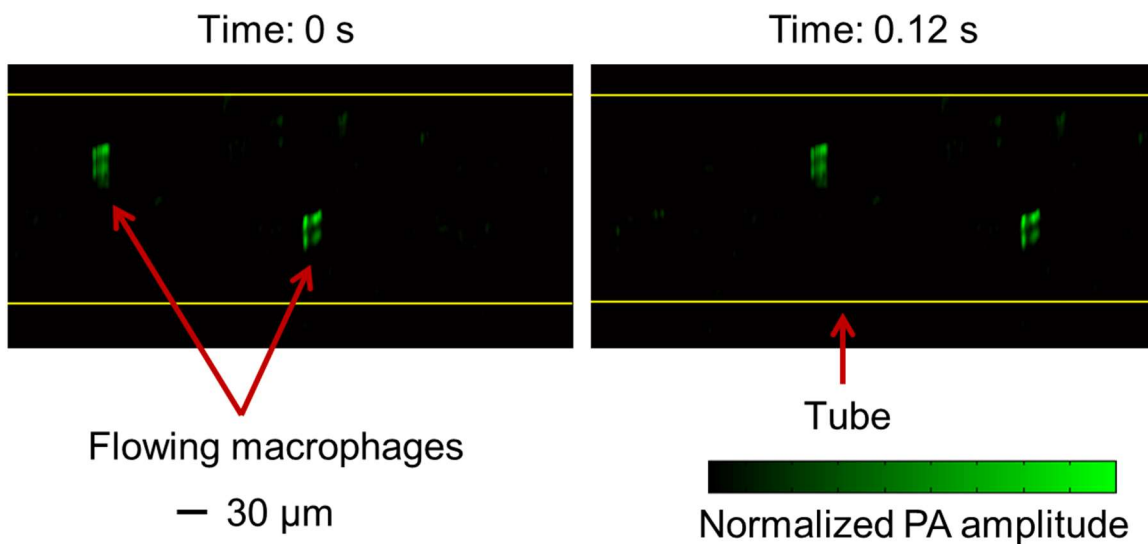 Time: 0 s
Time: 0.12 s
Flowing macrophages
Tube
30 µm
Normalized PA amplitude